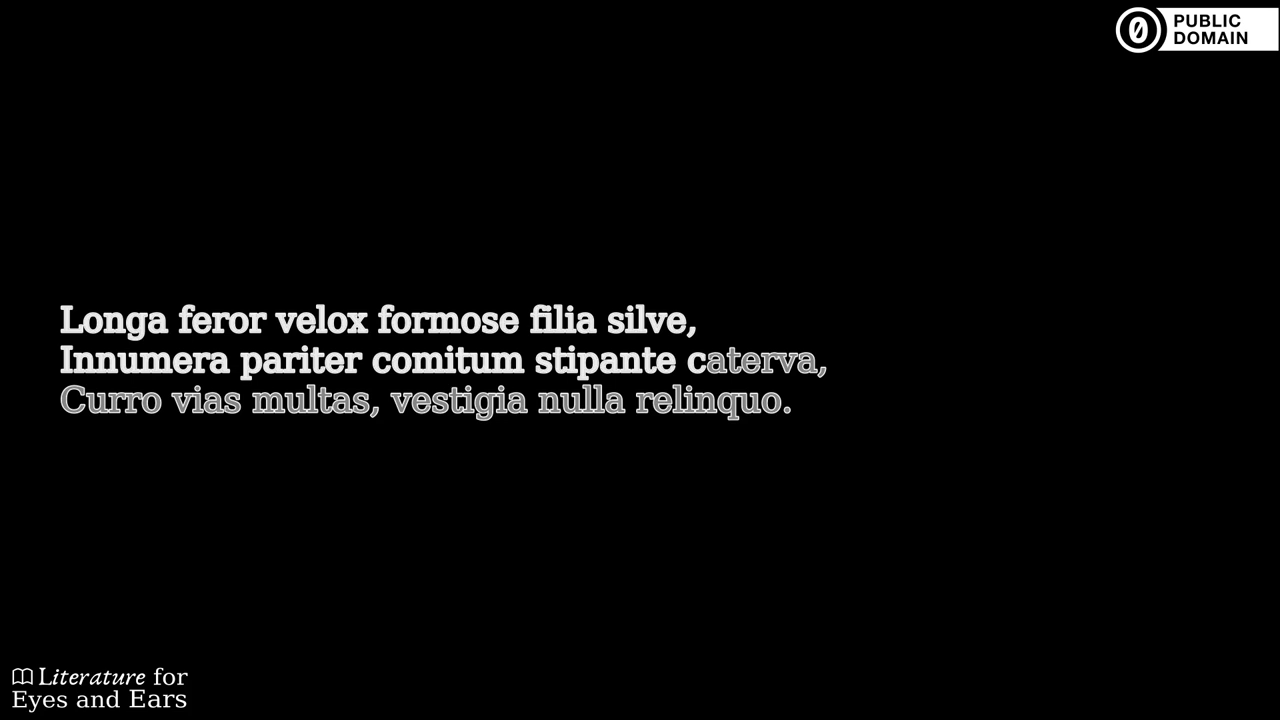 PUBLIC
DOMAIN
Longa feror velox formose filia silve,
Innumera pariter comitum stipante caterva,
Curro vias multas, vestigia nulla relinquo.
Literature for
Eyes and Ears